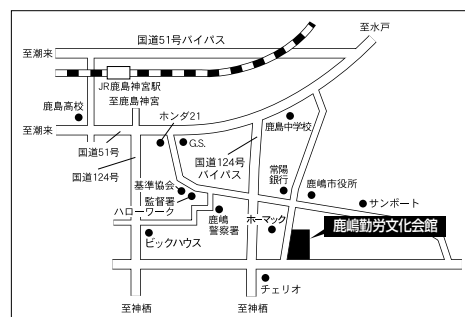 国道51号バイパス
至水戸
至潮来
JR鹿島神宮駅
至鹿島神宮
鹿島高校
ホンダ21
鹿島中学校
至潮来
G.S.
国道51号
国道124号
バイパス
国道124号
常陽
銀行
基準協会
監督署
鹿嶋市役所
サンポート
ハローワーク
鹿嶋
警察署
ホーマック
鹿嶋勤労文化会館
ビックハウス
チェリオ
至神栖
至神栖